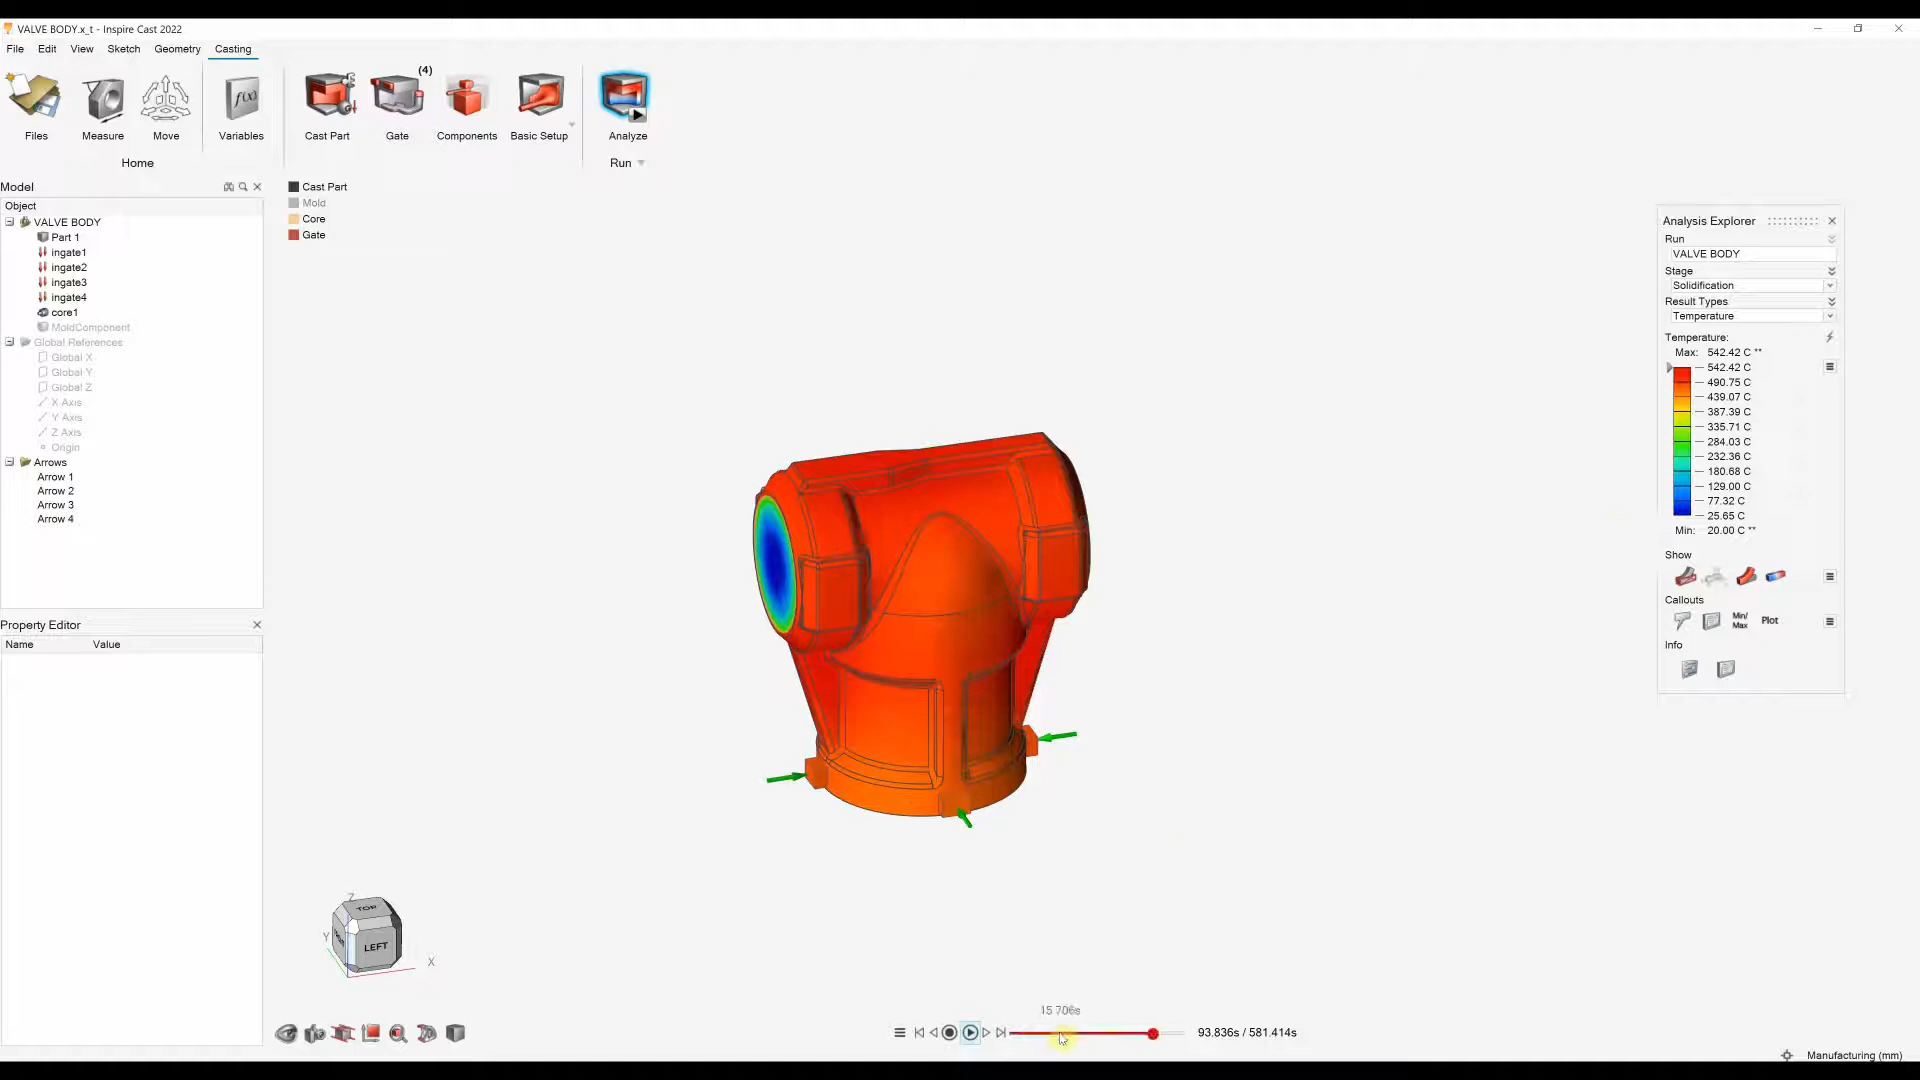 VALVE BODY.x_t - Inspire Cast 2022
File Edit View Sketch Geometry Casting
(4)
Files Measure Move Variables Cast Part Gate Components Basic Setup Analyze
Home Run
Model
Object
VALVE BODY
Part 1
ingate1
ingate2
ingate3
ingate4
core1
MoldComponent
Global References
Global X
Global Y
Global Z
X Axis
Y Axis
Z Axis
Origin
Arrows
Arrow 1
Arrow 2
Arrow 3
Arrow 4
Property Editor
Name Value
Cast Part
Mold
Core
Gate
Analysis Explorer
Run
VALVE BODY
Stage
Solidification
Result Types
Temperature
Temperature:
Max: 542.42 C **
542.42 C
490.75 C
439.07 C
387.39 C
335.71 C
284.03 C
232.36 C
180.68 C
129.00 C
77.32 C
25.65 C
Min: 20.00 C **
Show
Callouts
Min/
Max
Plot
Info
Z
TOP
Y
LEFT
X
15.706s
93.836s / 581.414s
Manufacturing (mm)